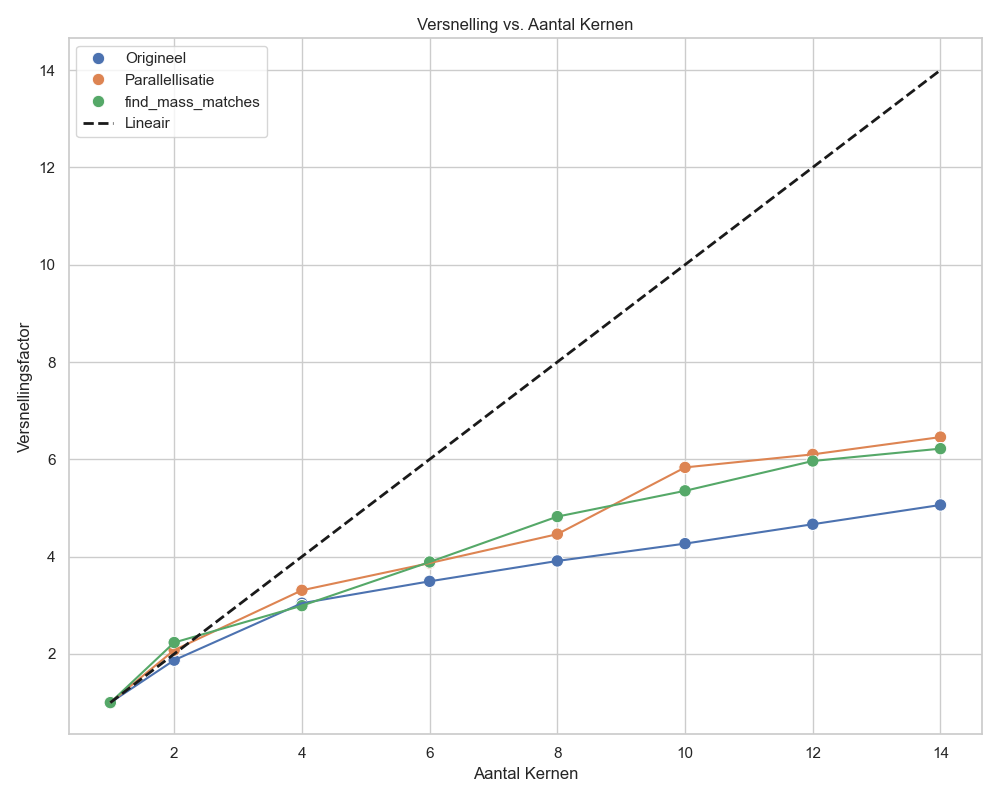 Versnelling vs. Aantal Kernen
Origineel
Parallellisatie
find_mass_matches
Lineair
Versnellingsfactor
14
12
10
8
6
4
2
2 4 6 8 10 12 14
Aantal Kernen